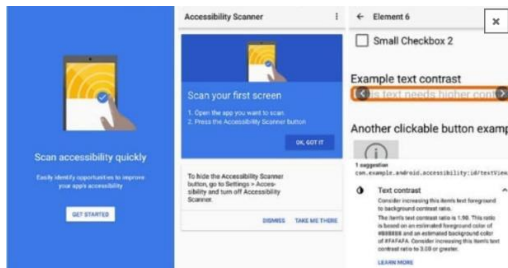 Scan accessibility quickly
Easily identify opportunities to improve
your app's accessibility
GET STARTED
Accessibility Scanner
Scan your first screen
1. Open the app you want to scan
2. Press the Accessibility Scanner button
OK, GOT IT
To hide the Accessibility Scanner
button, go to Settings > Acces-
sibility and turn off Accessibility
Scanner.
DISMISS TAKE ME THERE
Element 6
Small Checkbox 2
Example text contrast
s text needs higher cont
Another clickable button examp
1 suggestion
com.example.android.accessibility:id/textView
Text contrast
Consider increasing this item's text foreground
to background contrast ratio.
The item's text contrast ratio is 1.98. This ratio
is based on an estimated foreground color of
and an estimated background color
of #FAFAFA. Consider increasing this item's text
contrast ratio to 3.00 or greater.
LEARN MORE